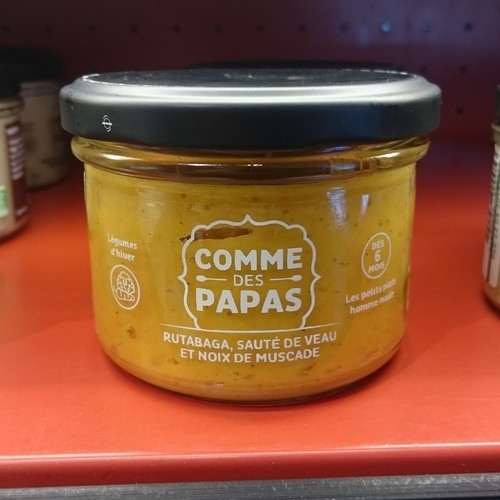 Légumes
d'hiver
COMME
DES
PAPAS
DÈS
6
MOIS
Les petits plats
homme made
RUTABAGA, SAUTÉ DE VEAU
ET NOIX DE MUSCADE